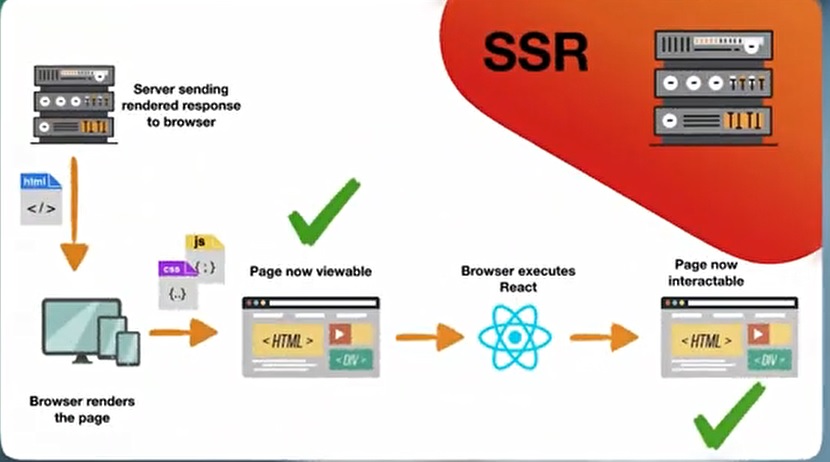 SSR
Server sending
rendered response
to browser
html
</>
js
{:}
css
{..}
Page now viewable
<HTML>
<DIV>
Browser executes
React
Page now
interactable
<HTML>
<DIV>
Browser renders
the page